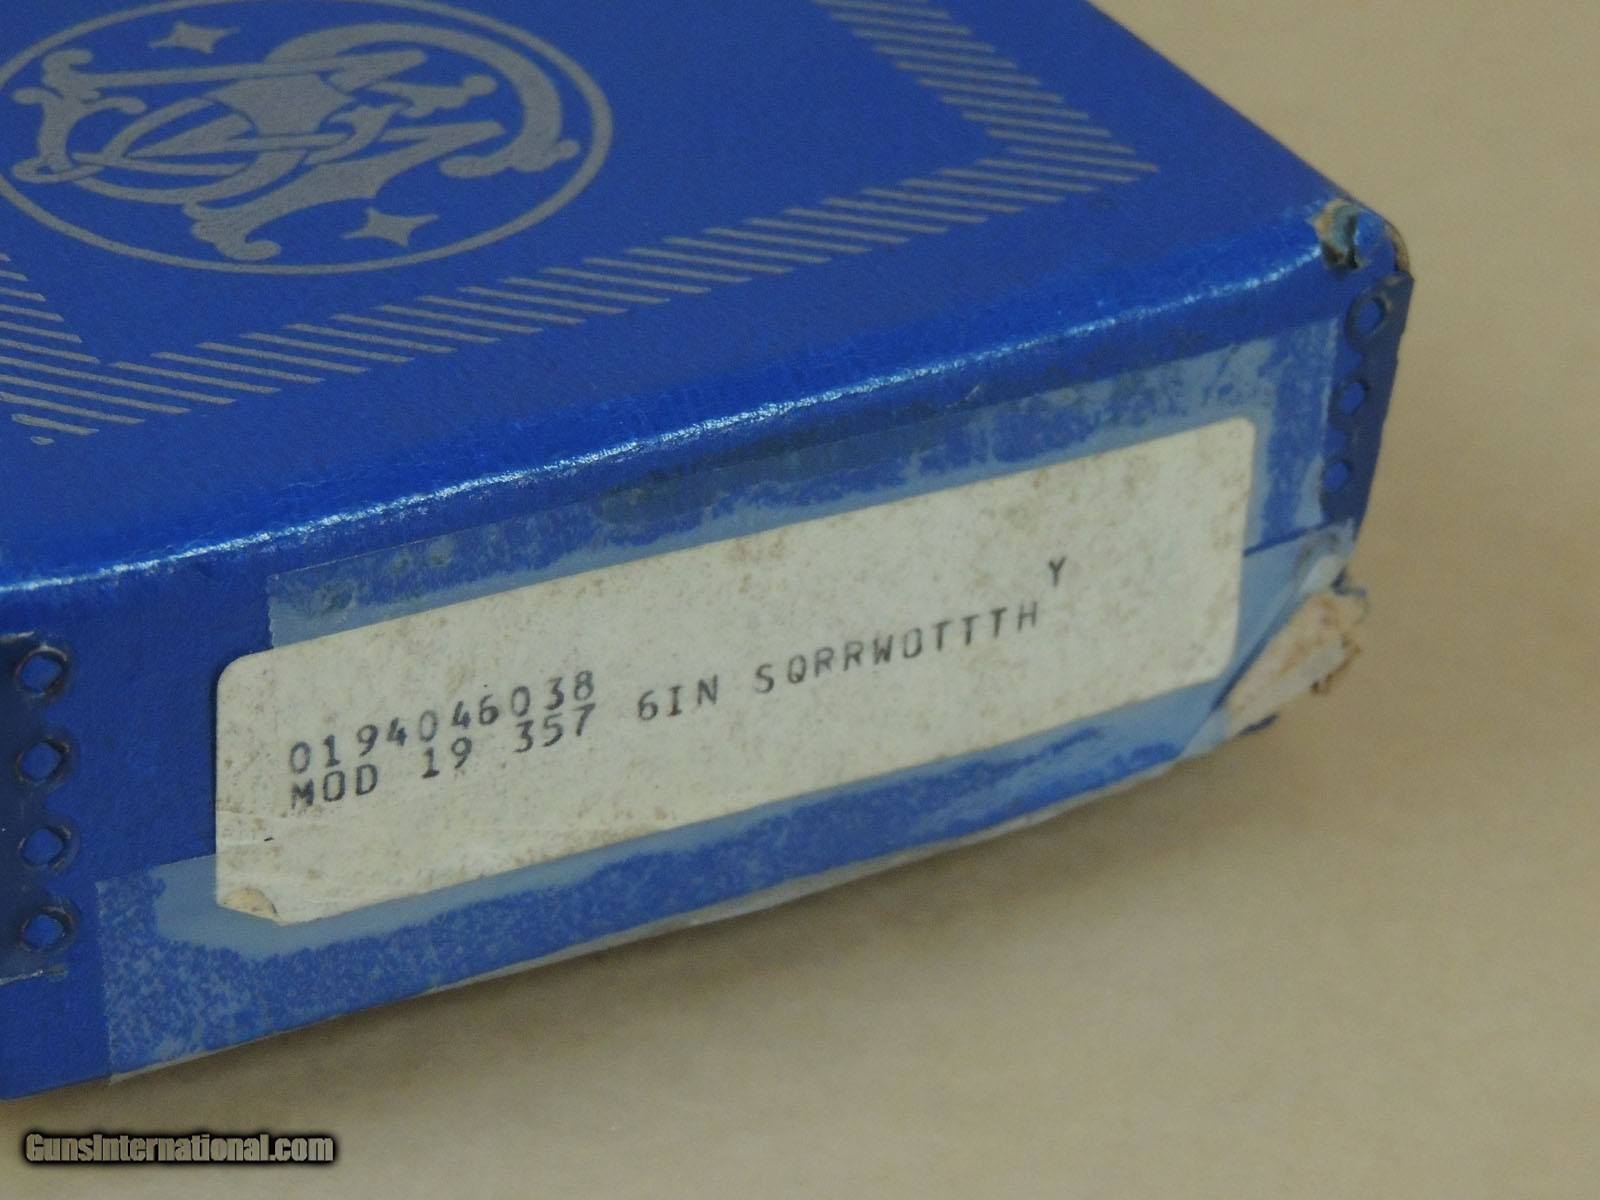 Y
0194046038
MOD 19 357 6IN SQRRWOTTTH
GunsInternational.com